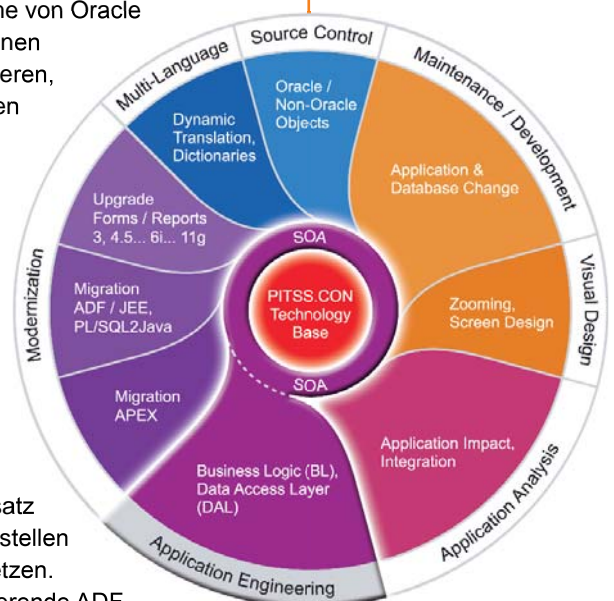 ne von Oracle
nen
eren,
en
Source Control
Oracle /
Non-Oracle
Objects
Multi-Language
Dynamic
Translation,
Dictionaries
Maintenance / Development
Application &
Database Change
Visual Design
Zooming,
Screen Design
Modernization
Upgrade
Forms / Reports
3, 4.5... 6i... 11g
Migration
ADF / JEE,
PL/SQL2Java
Migration
APEX
SOA
PITSS.CON
Technology
Base
SOA
Application Analysis
Application Impact,
Integration
Business Logic (BL),
Data Access Layer
(DAL)
Application Engineering
satz
stellen
etzen.
erende ADF